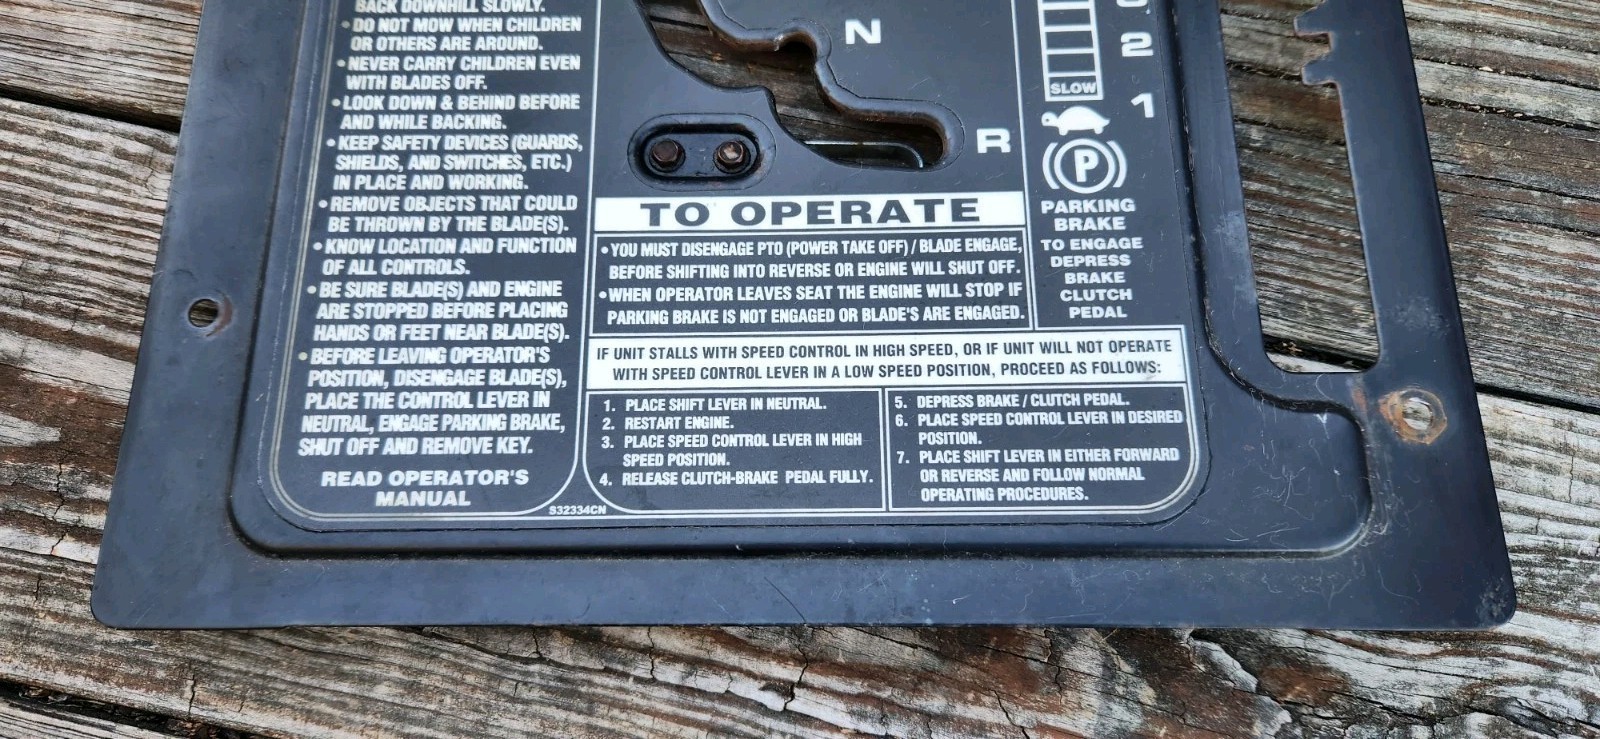 BACK DOWNHILL SLOWLY.
• DO NOT MOW WHEN CHILDREN
OR OTHERS ARE AROUND.
• NEVER CARRY CHILDREN EVEN
WITH BLADES OFF.
• LOOK DOWN & BEHIND BEFORE
AND WHILE BACKING.
• KEEP SAFETY DEVICES (GUARDS,
SHIELDS, AND SWITCHES, ETC.)
IN PLACE AND WORKING.
• REMOVE OBJECTS THAT COULD
BE THROWN BY THE BLADE(S).
• KNOW LOCATION AND FUNCTION
OF ALL CONTROLS.
• BE SURE BLADE(S) AND ENGINE
ARE STOPPED BEFORE PLACING
HANDS OR FEET NEAR BLADE(S).
• BEFORE LEAVING OPERATOR'S
POSITION, DISENGAGE BLADE(S),
PLACE THE CONTROL LEVER IN
NEUTRAL, ENGAGE PARKING BRAKE,
SHUT OFF AND REMOVE KEY.
READ OPERATOR'S
MANUAL
S32334CN
N
R
2
SLOW
1
P
PARKING
BRAKE
TO ENGAGE
DEPRESS
BRAKE
CLUTCH
PEDAL
TO OPERATE
• YOU MUST DISENGAGE PTO (POWER TAKE OFF) / BLADE ENGAGE,
BEFORE SHIFTING INTO REVERSE OR ENGINE WILL SHUT OFF.
• WHEN OPERATOR LEAVES SEAT THE ENGINE WILL STOP IF
PARKING BRAKE IS NOT ENGAGED OR BLADE'S ARE ENGAGED.
IF UNIT STALLS WITH SPEED CONTROL IN HIGH SPEED, OR IF UNIT WILL NOT OPERATE
WITH SPEED CONTROL LEVER IN A LOW SPEED POSITION, PROCEED AS FOLLOWS:
1. PLACE SHIFT LEVER IN NEUTRAL.
2. RESTART ENGINE.
3. PLACE SPEED CONTROL LEVER IN HIGH
SPEED POSITION.
4. RELEASE CLUTCH-BRAKE PEDAL FULLY.
5. DEPRESS BRAKE / CLUTCH PEDAL.
6. PLACE SPEED CONTROL LEVER IN DESIRED
POSITION.
7. PLACE SHIFT LEVER IN EITHER FORWARD
OR REVERSE AND FOLLOW NORMAL
OPERATING PROCEDURES.